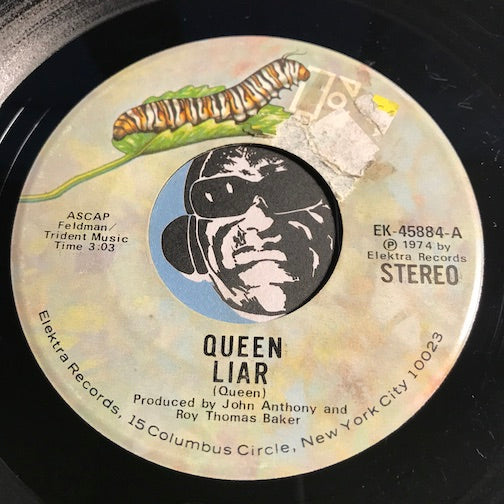 ASCAP
Feldman/
Trident Music
Time 3:03
EK-45884-A
Ⓟ 1974 by
Elektra Records
STEREO
QUEEN
LIAR
(Queen)
Produced by John Anthony and
Roy Thomas Baker
Elektra Records, 15 Columbus Circle, New York City 10023